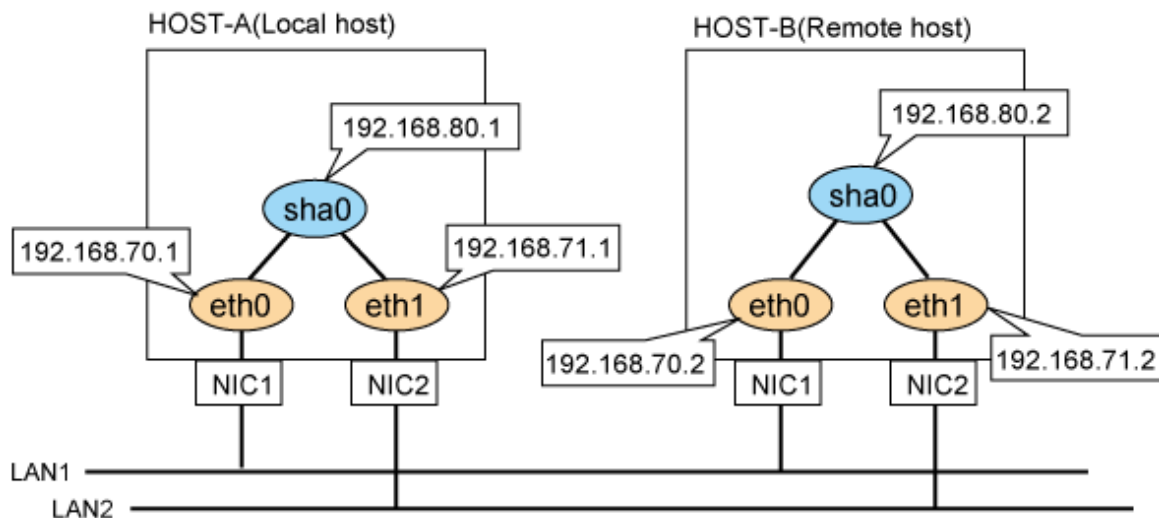 HOST-A(Local host)
HOST-B(Remote host)
192.168.80.1
192.168.80.2
sha0
sha0
192.168.70.1
192.168.71.1
eth0
eth1
eth0
eth1
192.168.70.2
192.168.71.2
NIC1
NIC2
NIC1
NIC2
LAN1
LAN2